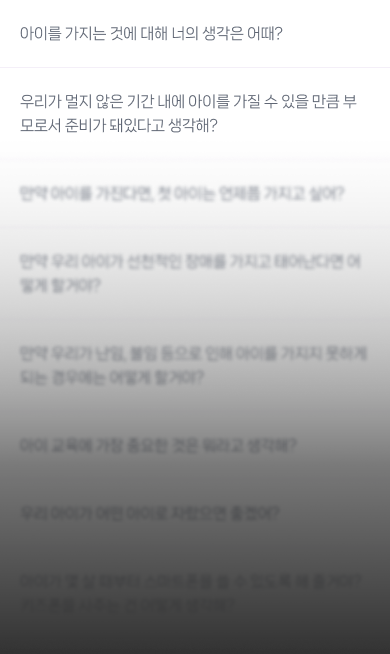 아이를 가지는 것에 대해 너의 생각은 어때?
우리가 멀지 않은 기간 내에 아이를 가질 수 있을 만큼 부
모로서 준비가 돼있다고 생각해?
만약 아이를 가진다면, 첫 아이는 언제쯤 가지고 싶어?
만약 우리 아이가 선천적인 장애를 가지고 태어난다면 어
떻게 할거야?
만약 우리가 난임, 불임 등으로 인해 아이를 가지지 못하게
되는 경우에는 어떻게 할거야?
아이 교육에 가장 중요한 것은 뭐라고 생각해?
우리 아이가 어떤 아이로 자랐으면 좋겠어?